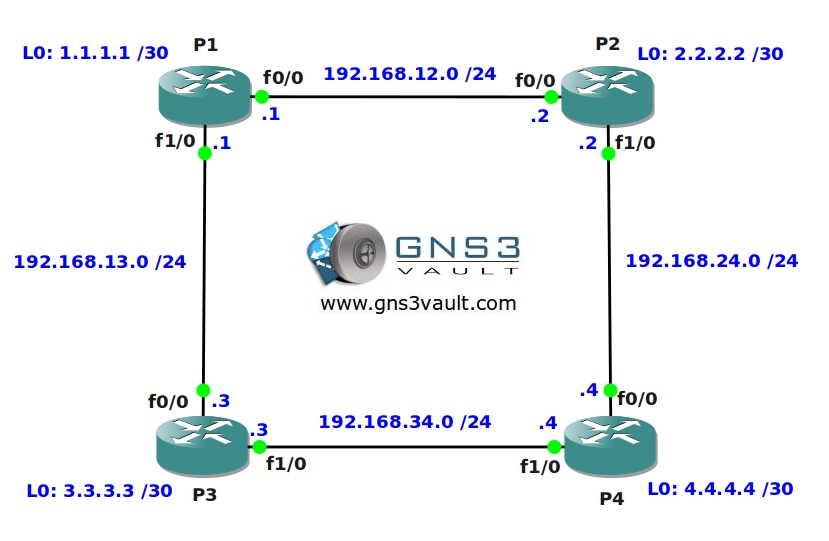 P1
P2
L0: 1.1.1.1 /30
L0: 2.2.2.2 /30
f0/0
192.168.12.0 /24
f0/0
.1
.2
f1/0
.1
.2
f1/0
GNS3
VAULT
www.gns3vault.com
192.168.13.0 /24
192.168.24.0 /24
f0/0
.3
.4
f0/0
.3
192.168.34.0 /24
.4
f1/0
f1/0
L0: 3.3.3.3 /30
P3
L0: 4.4.4.4 /30
P4